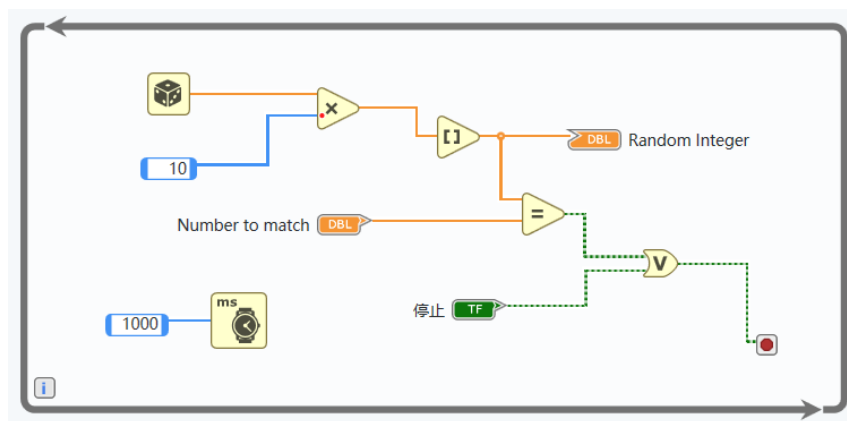 ×
[ ]
DBL Random Integer
10
Number to match DBL
=
V
ms
停止 TF
1000
i